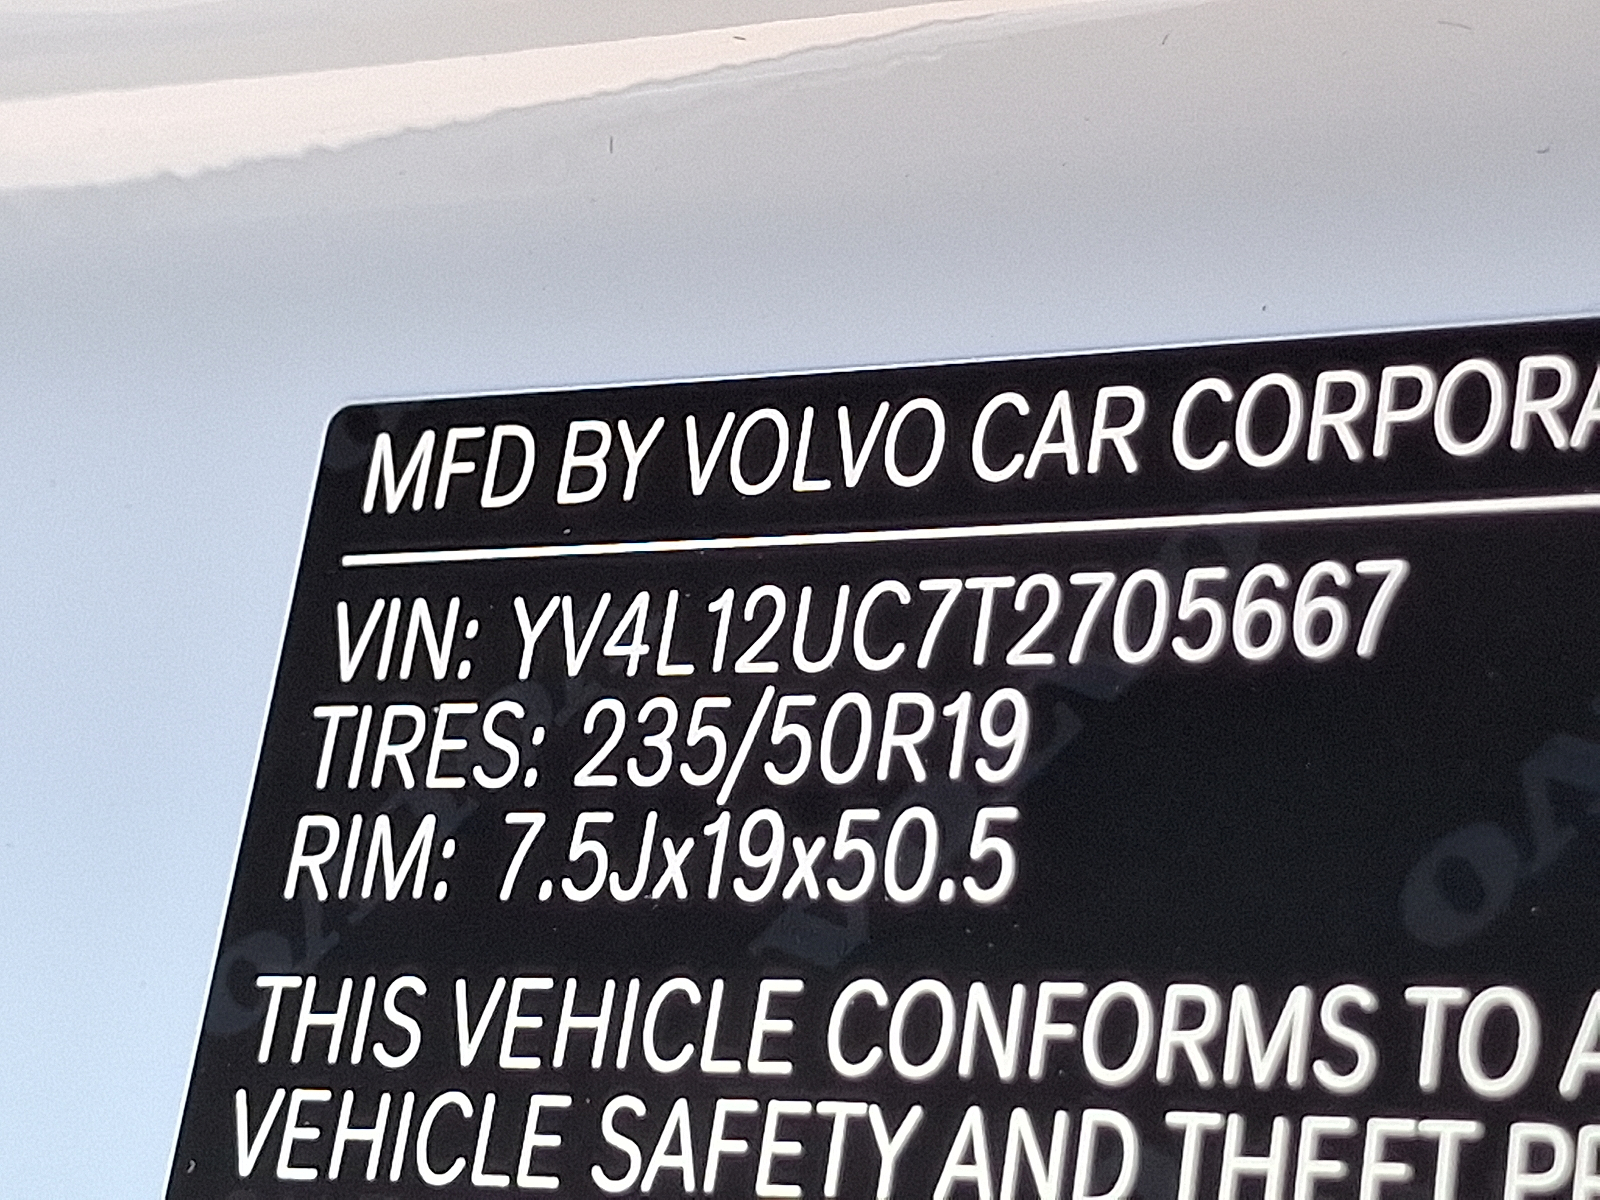 MFD BY VOLVO CAR CORPORA
VIN: YV4L12UC7T2705667
TIRES: 235/50R19
RIM: 7.5Jx19x50.5
THIS VEHICLE CONFORMS TO A
VEHICLE SAFETY AND THEFT PR